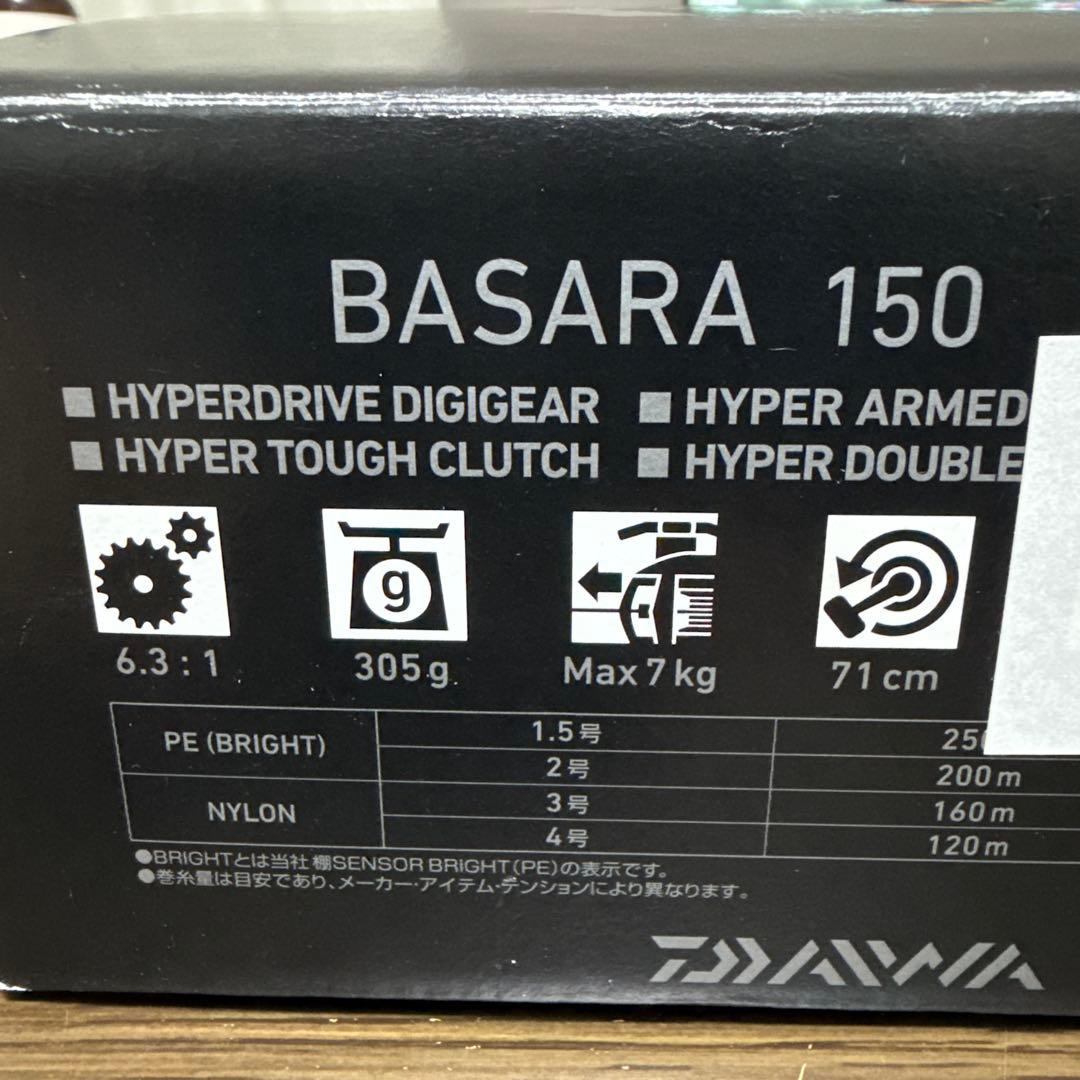 BASARA 150
■ HYPERDRIVE DIGIGEAR ■ HYPER ARMED
■ HYPER TOUGH CLUTCH ■ HYPER DOUBLE
g
6.3 : 1 305g Max 7 kg 71 cm
PE (BRIGHT) 1.5号
2号 200m
NYLON 3号 160m
4号 120m
●BRIGHTとは当社 棚SENSOR BRIGHT(PE)の表示です。
●巻糸量は目安であり、メーカー・アイテム・テンションにより異なります。
DAIWA